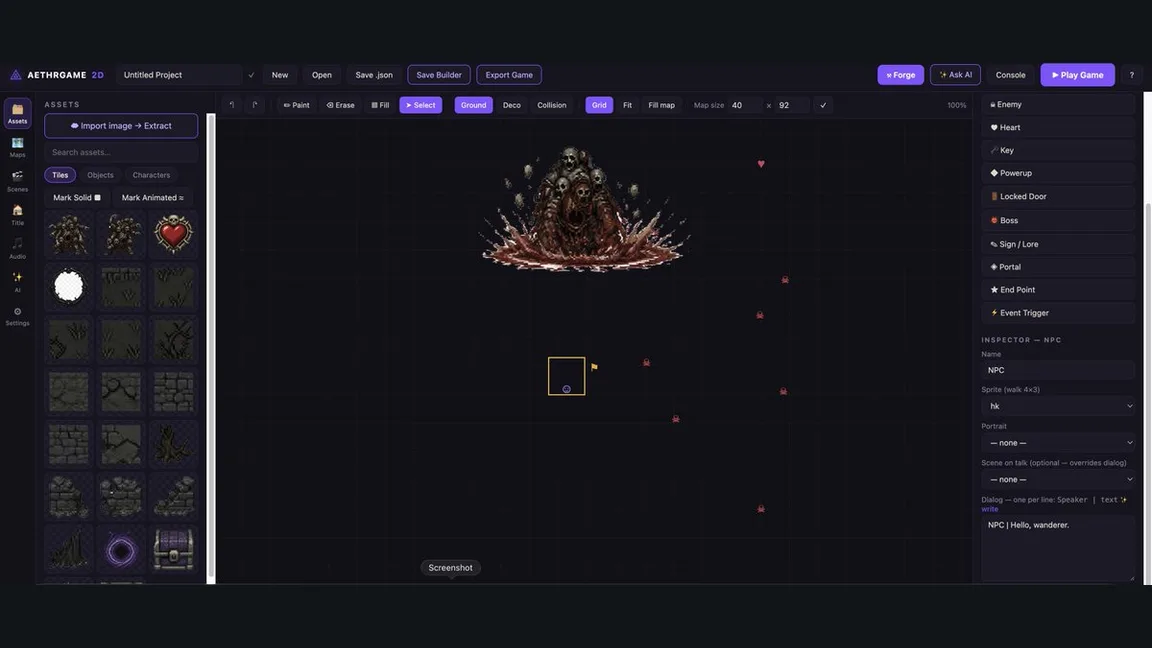 AETHRGAME 2D
Untitled Project
New
Open
Save .json
Save Builder
Export Game
Forge
Ask AI
Console
Play Game
?
Assets
Maps
Scenes
Title
Audio
AI
Settings
ASSETS
Import image → Extract
Search assets...
Tiles
Objects
Characters
Mark Solid
Mark Animated
Paint
Erase
Fill
Select
Ground
Deco
Collision
Grid
Fit
Fill map
Map size 40 × 92
100%
Screenshot
Enemy
Heart
Key
Powerup
Locked Door
Boss
Sign / Lore
Portal
End Point
Event Trigger
INSPECTOR — NPC
Name
NPC
Sprite (walk 4×3)
hk
Portrait
— none —
Scene on talk (optional — overrides dialog)
— none —
Dialog — one per line: Speaker | text ✨
write
NPC | Hello, wanderer.